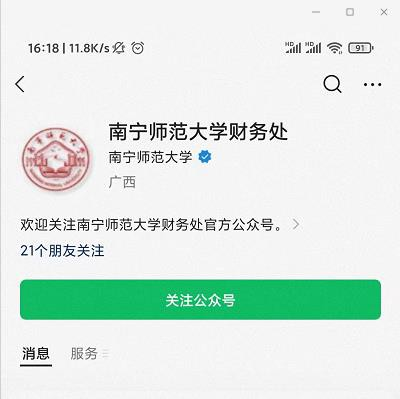 16:18 | 11.8K/s
HD HD 91
南宁师范大学财务处
南宁师范大学
广西
欢迎关注南宁师范大学财务处官方公众号。
21个朋友关注
关注公众号
消息 服务